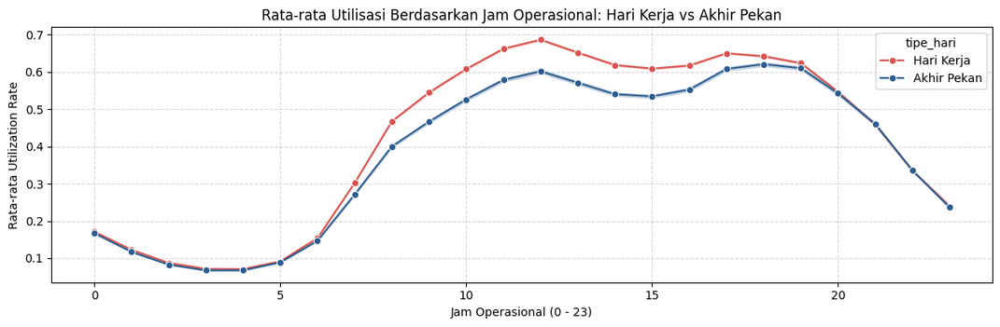 Rata-rata Utilisasi Berdasarkan Jam Operasional: Hari Kerja vs Akhir Pekan
tipe_hari
Hari Kerja
Akhir Pekan
Rata-rata Utilization Rate
0.7
0.6
0.5
0.4
0.3
0.2
0.1
0 5 10 15 20
Jam Operasional (0 - 23)